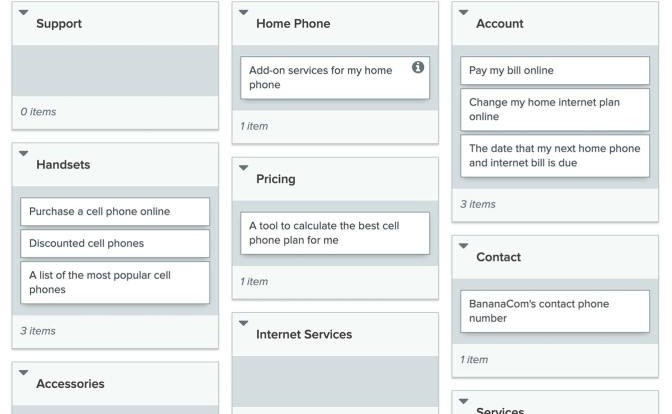 Support
0 items
Handsets
Purchase a cell phone online
Discounted cell phones
A list of the most popular cell
phones
3 items
Accessories
Home Phone
Add-on services for my home
phone
1 item
Pricing
A tool to calculate the best cell
phone plan for me
1 item
Internet Services
Account
Pay my bill online
Change my home internet plan
online
The date that my next home phone
and internet bill is due
3 items
Contact
BananaCom's contact phone
number
1 item
Services